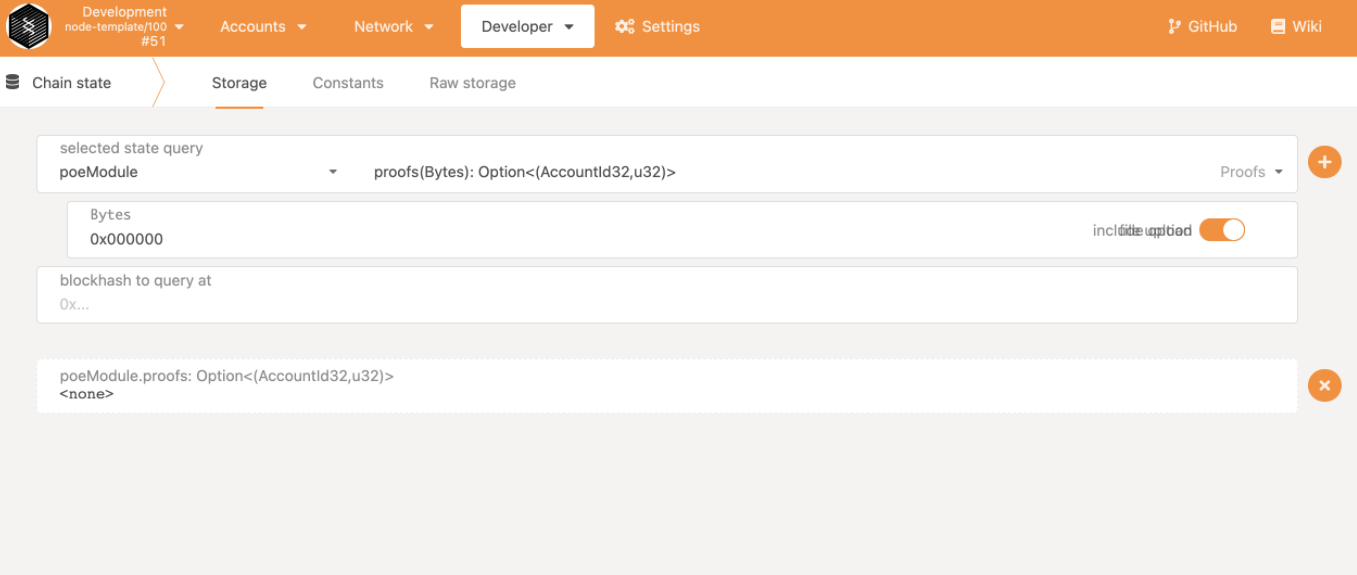 Development
node-template/100
#51
Accounts
Network
Developer
Settings
GitHub
Wiki
Chain state
Storage
Constants
Raw storage
selected state query
poeModule
proofs(Bytes): Option<(AccountId32,u32)>
Proofs
Bytes
0x000000
include option
file upload
blockhash to query at
0x...
poeModule.proofs: Option<(AccountId32,u32)>
<none>